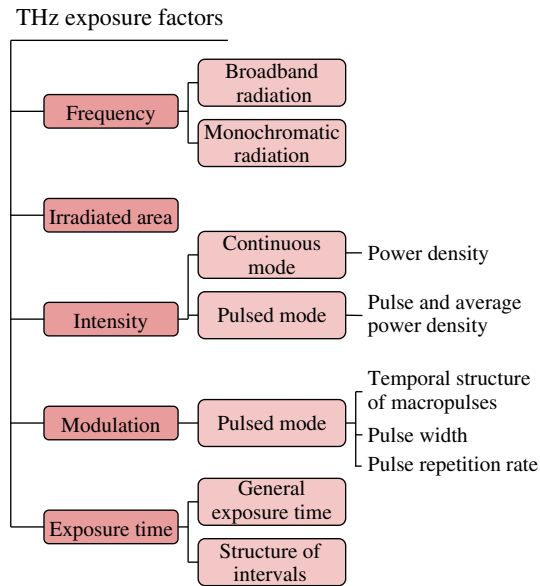 THz exposure factors
Frequency
Broadband
radiation
Monochromatic
radiation
Irradiated area
Intensity
Continuous
mode
Power density
Pulsed mode
Pulse and average
power density
Modulation
Pulsed mode
Temporal structure
of macropulses
Pulse width
Pulse repetition rate
Exposure time
General
exposure time
Structure of
intervals